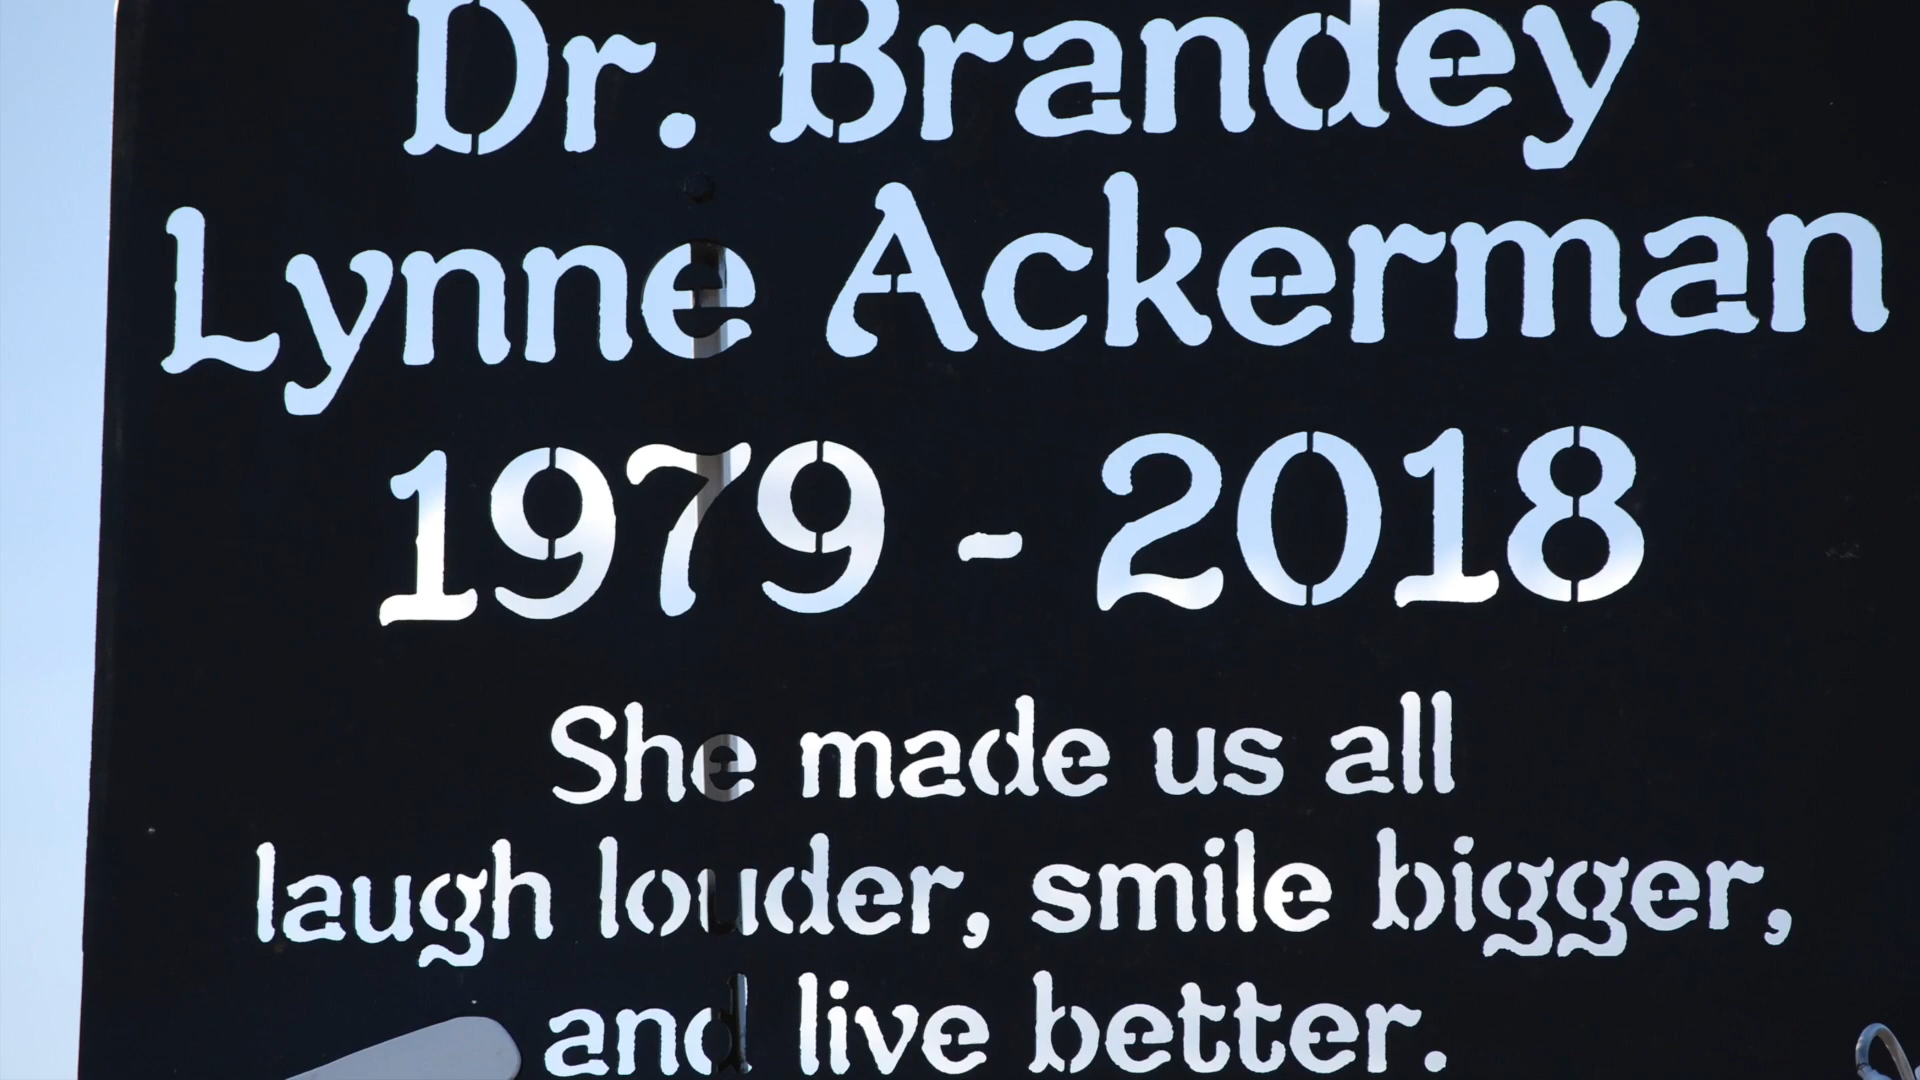 Dr. Brandey
Lynne Ackerman
1979 - 2018
She made us all
laugh louder, smile bigger,
and live better.